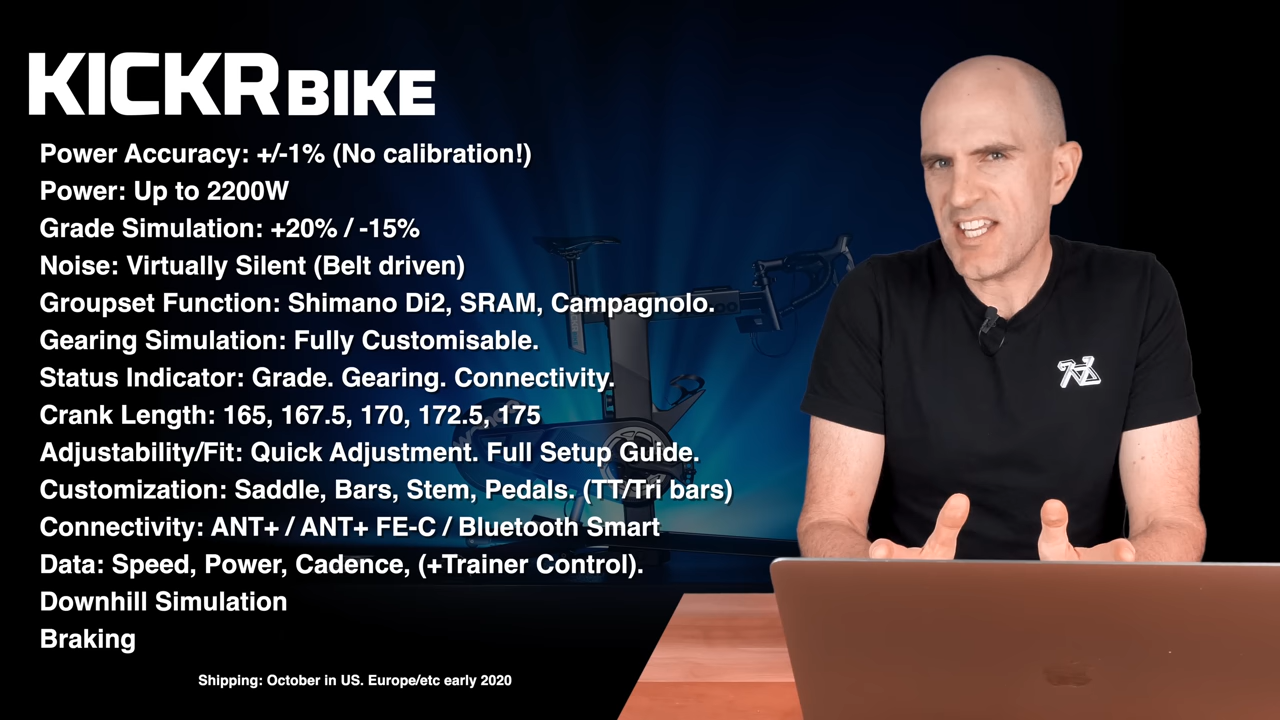 KICKR BIKE
Power Accuracy: +/-1% (No calibration!)
Power: Up to 2200W
Grade Simulation: +20% / -15%
Noise: Virtually Silent (Belt driven)
Groupset Function: Shimano Di2, SRAM, Campagnolo.
Gearing Simulation: Fully Customisable.
Status Indicator: Grade. Gearing. Connectivity.
Crank Length: 165, 167.5, 170, 172.5, 175
Adjustability/Fit: Quick Adjustment. Full Setup Guide.
Customization: Saddle, Bars, Stem, Pedals. (TT/Tri bars)
Connectivity: ANT+ / ANT+ FE-C / Bluetooth Smart
Data: Speed, Power, Cadence, (+Trainer Control).
Downhill Simulation
Braking
Shipping: October in US. Europe/etc early 2020